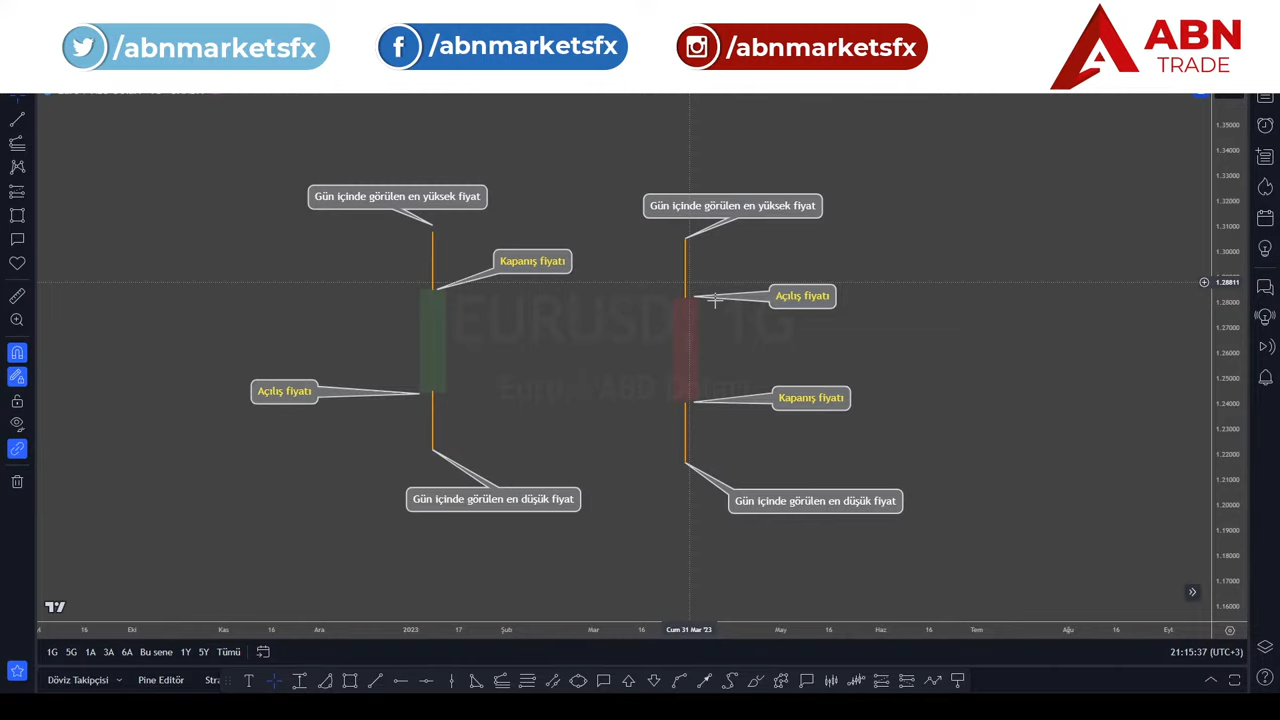 /abnmarketsfx
/abnmarketsfx
/abnmarketsfx
ABN
TRADE
1.35000
1.34000
1.33000
1.32000
1.31000
1.30000
1.28811
1.28000
1.27000
1.26000
1.25000
1.24000
1.23000
1.22000
1.21000
1.20000
1.19000
1.18000
1.17000
1.16000
Gün içinde görülen en yüksek fiyat
Gün içinde görülen en yüksek fiyat
Kapanış fiyatı
Açılış fiyatı
EURUSD, 1G
Açılış fiyatı
Kapanış fiyatı
Gün içinde görülen en düşük fiyat
Gün içinde görülen en düşük fiyat
16 Eki Kas 16 Ara 2023 17 Şub Mar 16 Cum 31 Mar '23 May 16 Haz 16 Tem Ağu 16 Eyl
1G 5G 1A 3A 6A Bu sene 1Y 5Y Tümü
21:15:37 (UTC+3)
Döviz Takipçisi Pine Editör